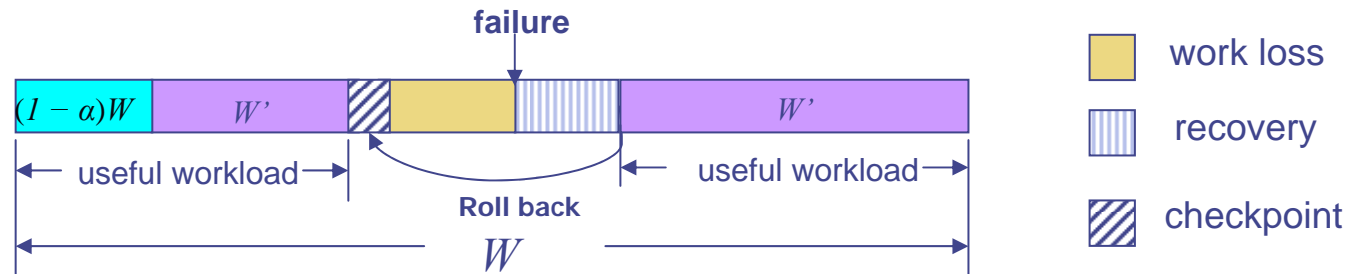 failure
work loss
(1 − α)W
W’
W’
recovery
useful workload
useful workload
Roll back
checkpoint
W